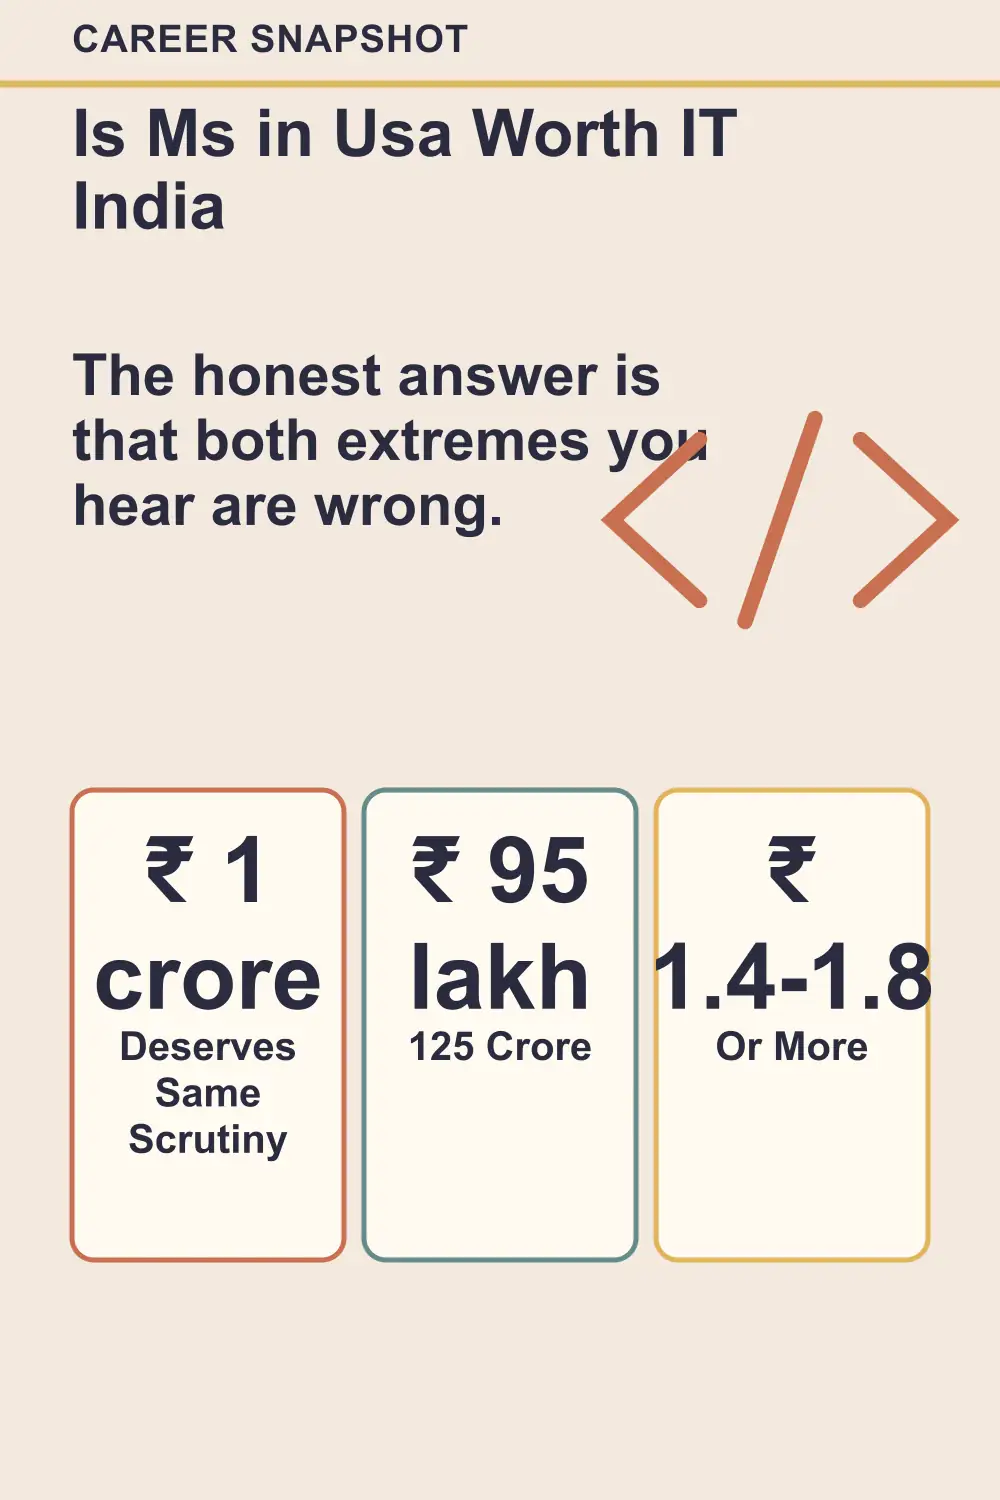 CAREER SNAPSHOT
Is Ms in Usa Worth IT
India
The honest answer is
that both extremes you
hear are wrong.
</>
₹ 1
crore
Deserves
Same
Scrutiny
₹ 95
lakh
125 Crore
₹
1.4-1.8
Or More